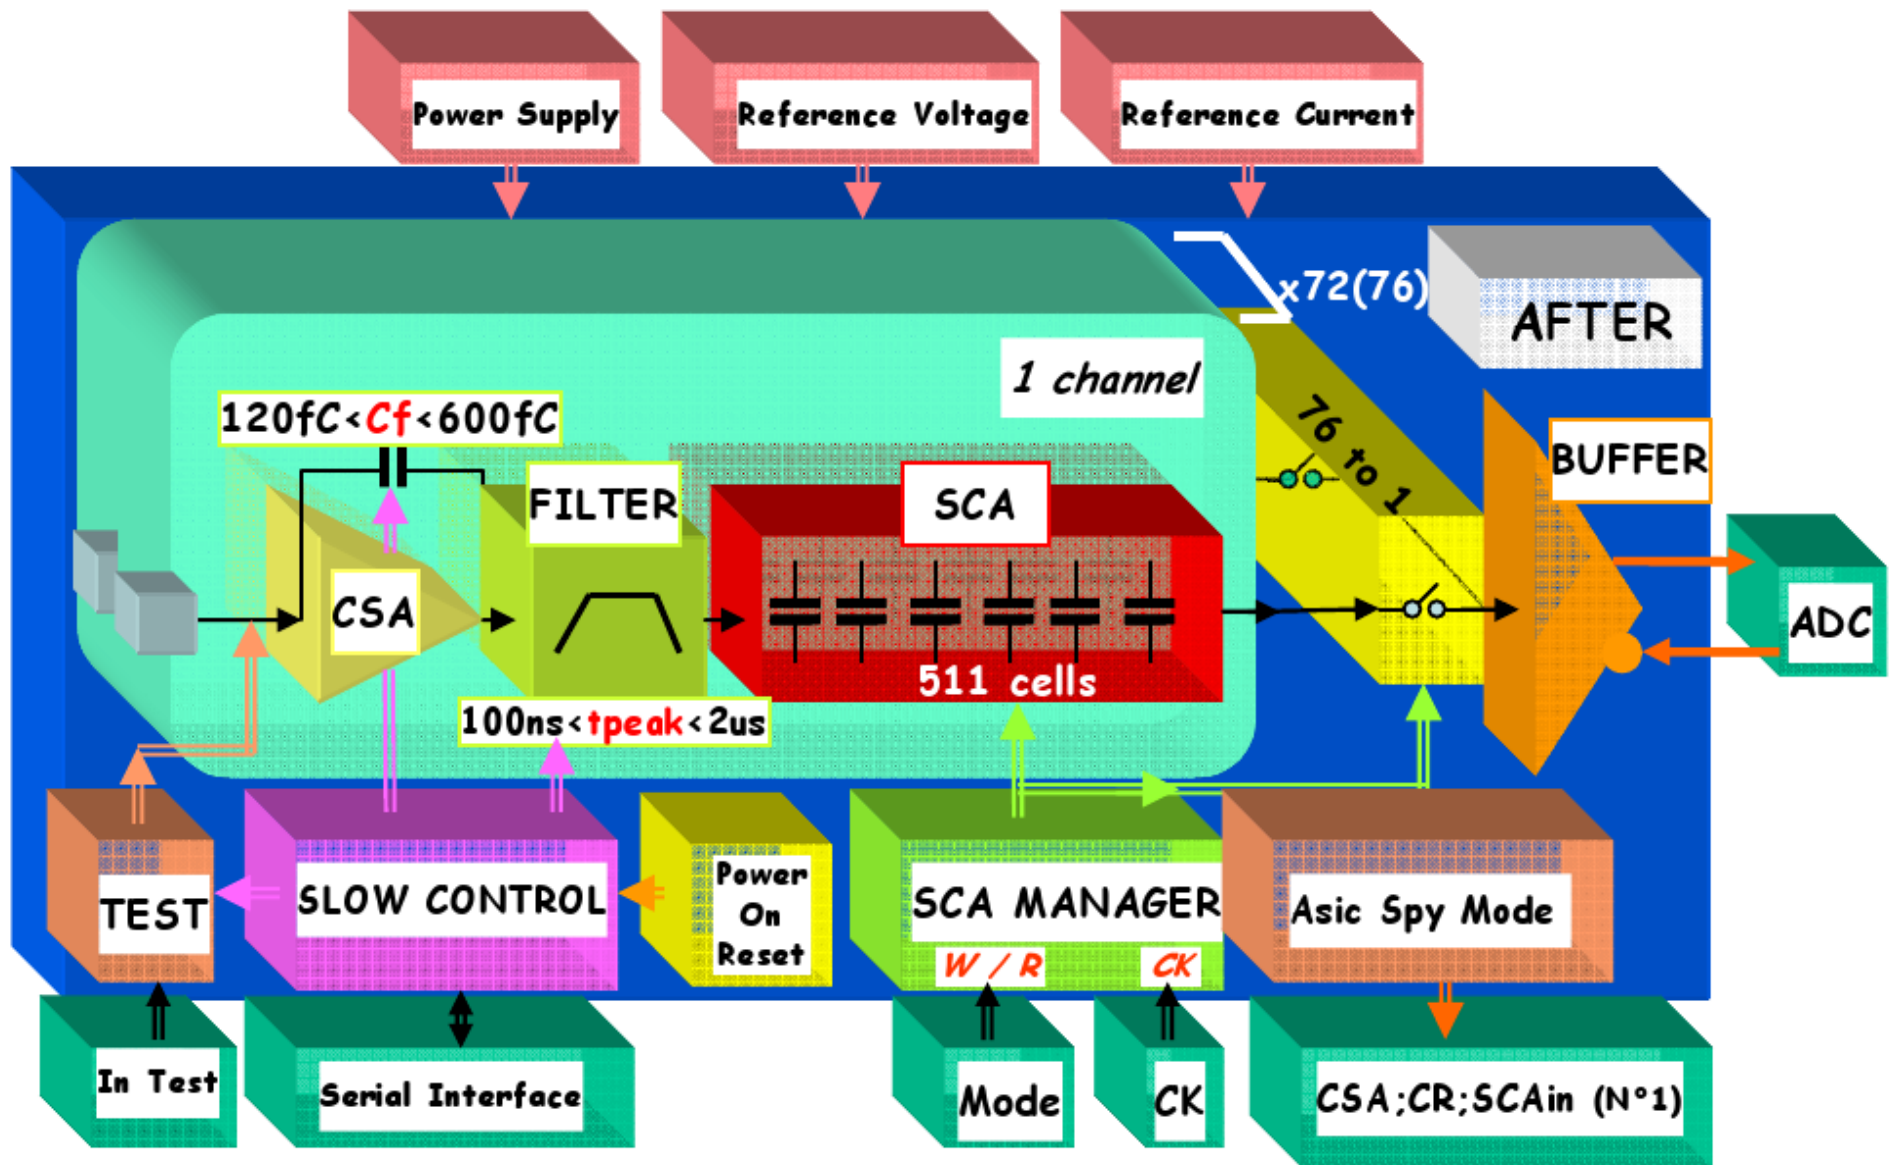 Power Supply
Reference Voltage
Reference Current
x72(76)
AFTER
1 channel
120fC<Cf<600fC
76 to 1
BUFFER
FILTER
SCA
CSA
ADC
511 cells
100ns<tpeak<2us
TEST
SLOW CONTROL
Power
On
Reset
SCA MANAGER
W / R
CK
Asic Spy Mode
In Test
Serial Interface
Mode
CK
CSA;CR;SCAin (N°1)